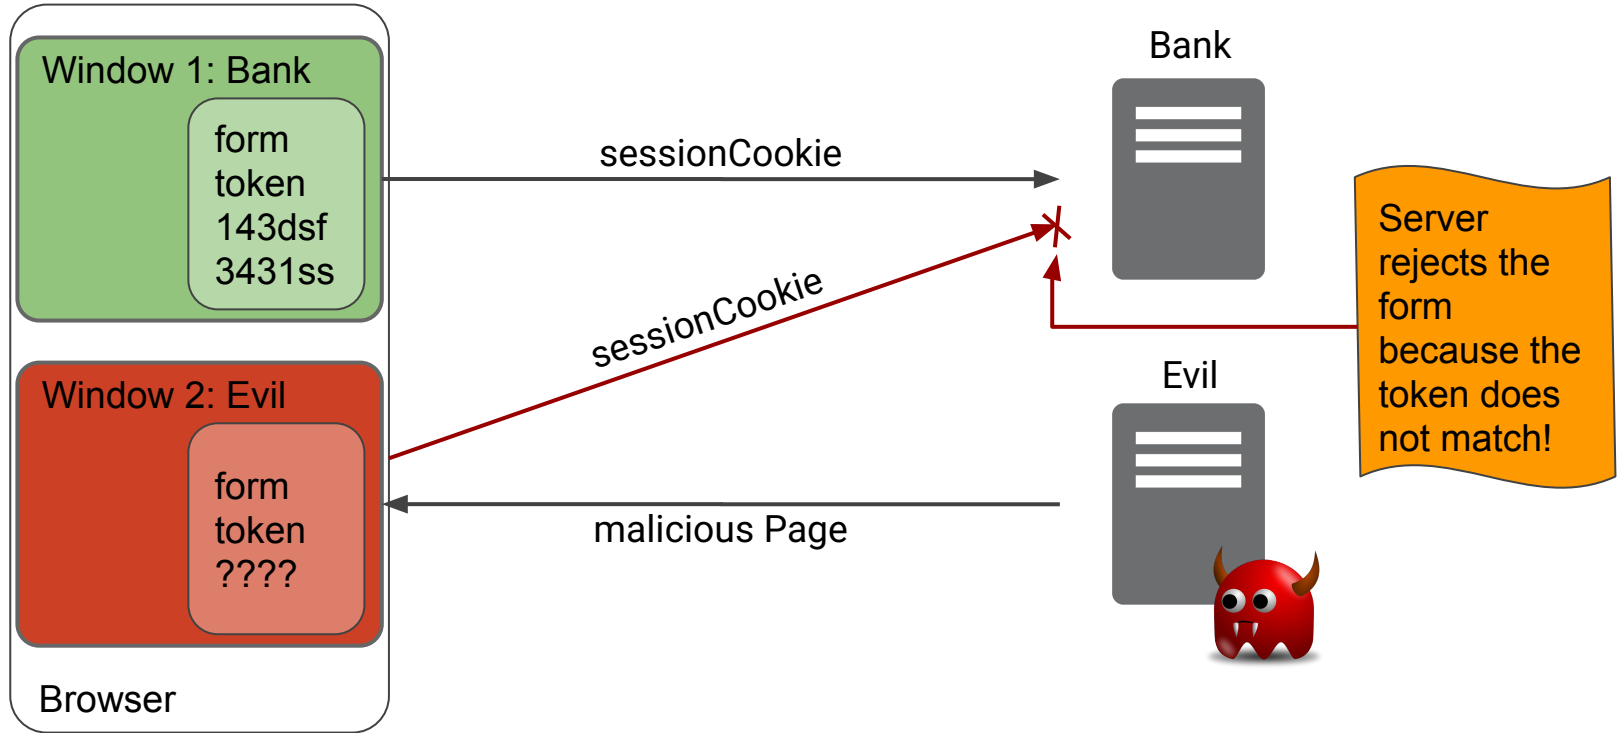 Window 1: Bank
form
token
143dsf
3431ss
sessionCookie
Bank
sessionCookie
Server
rejects the
form
because the
token does
not match!
Window 2: Evil
form
token
????
malicious Page
Evil
Browser